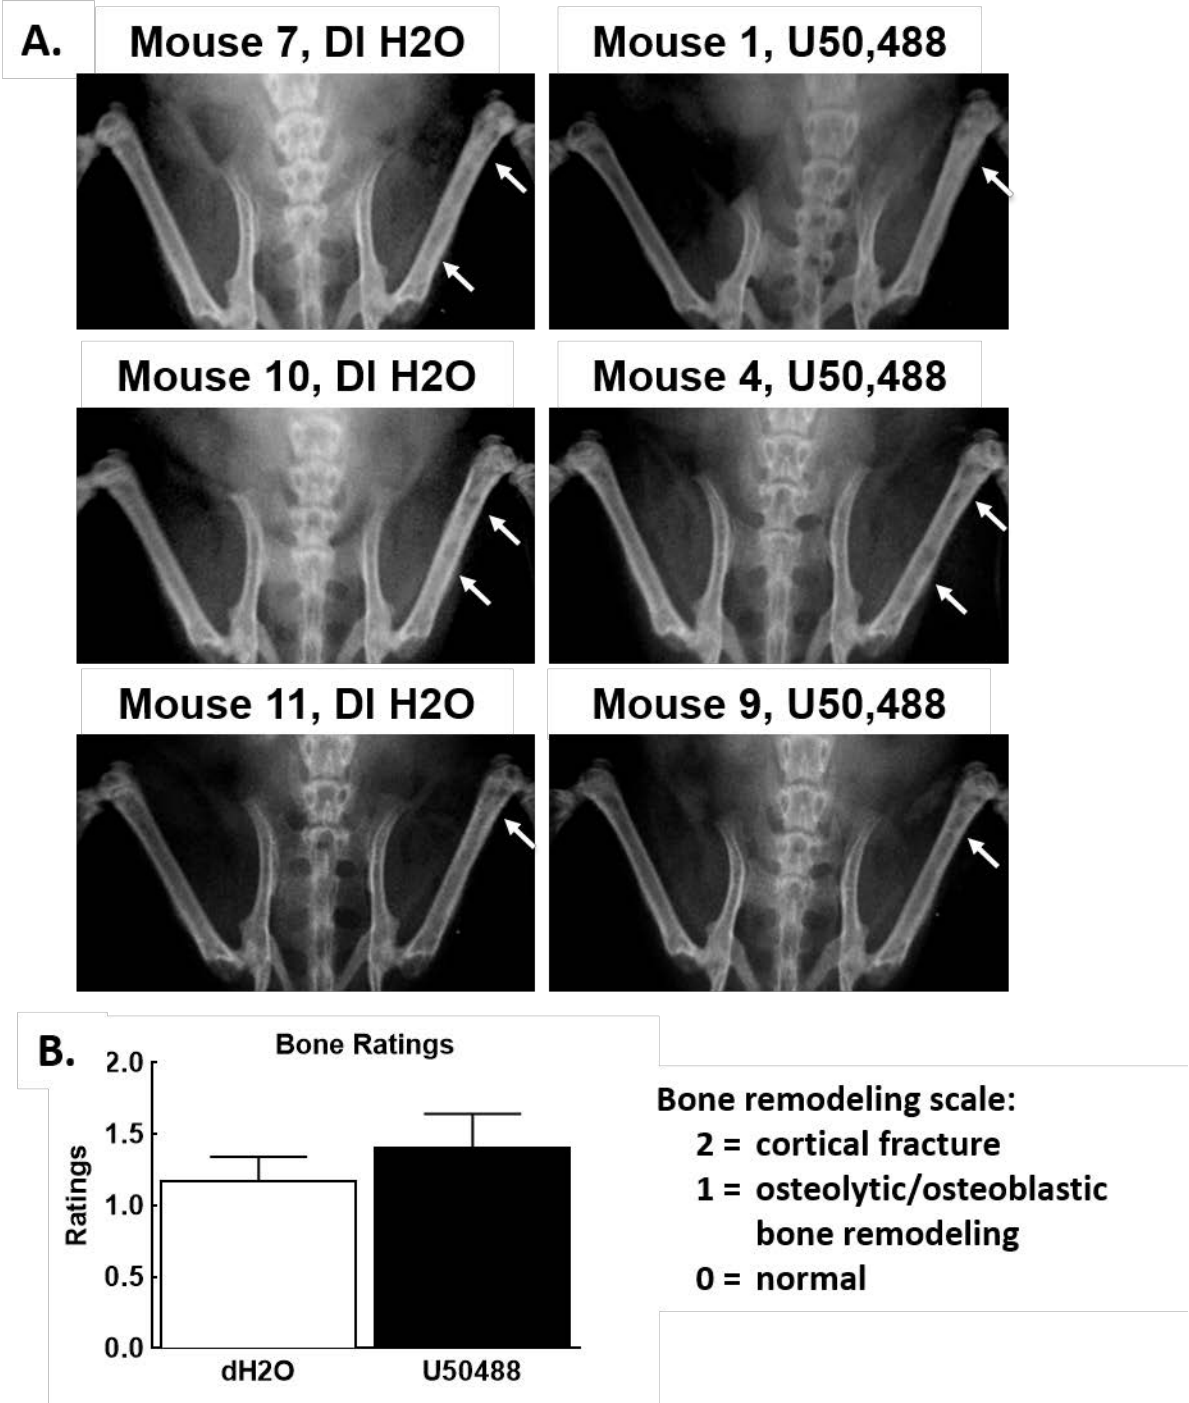 A.
Mouse 7, DI H2O
Mouse 1, U50,488
Mouse 10, DI H2O
Mouse 4, U50,488
Mouse 11, DI H2O
Mouse 9, U50,488
B.
Bone Ratings
2.0
1.5
1.0
0.5
0.0
Ratings
dH2O
U50488
Bone remodeling scale:
2 = cortical fracture
1 = osteolytic/osteoblastic
bone remodeling
0 = normal